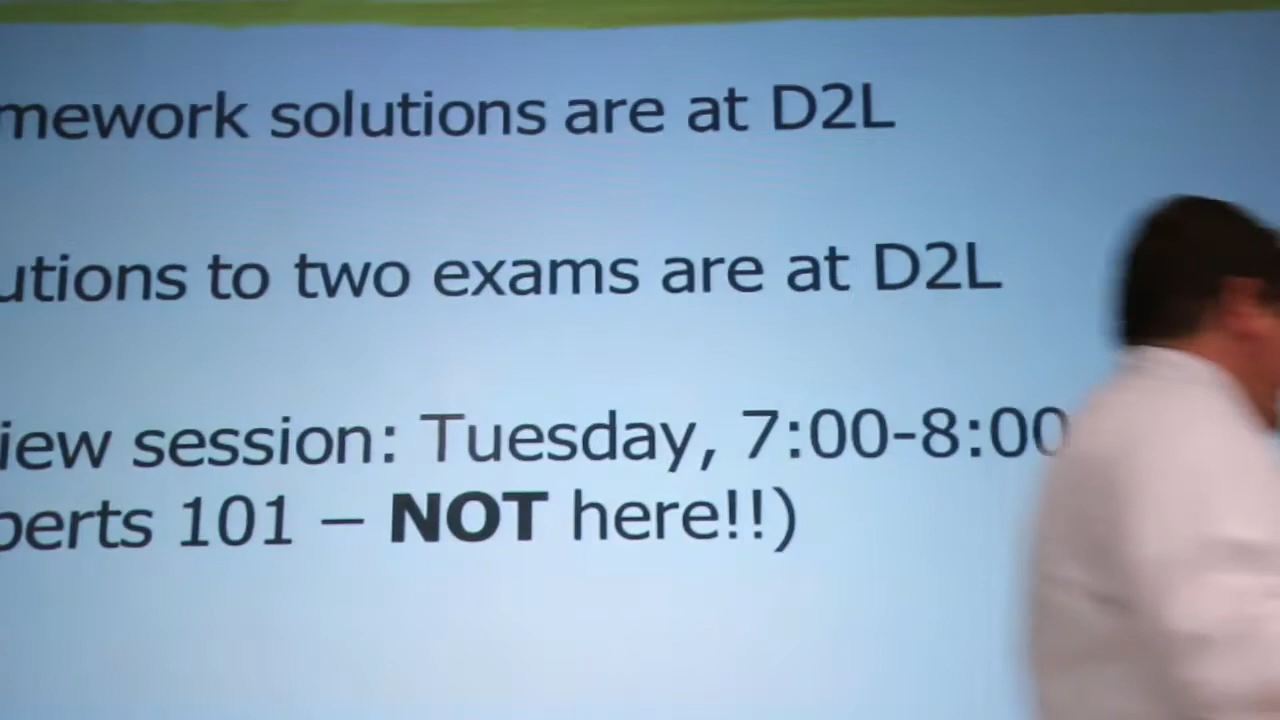 mework solutions are at D2L
utions to two exams are at D2L
iew session: Tuesday, 7:00-8:00
perts 101 – NOT here!!)